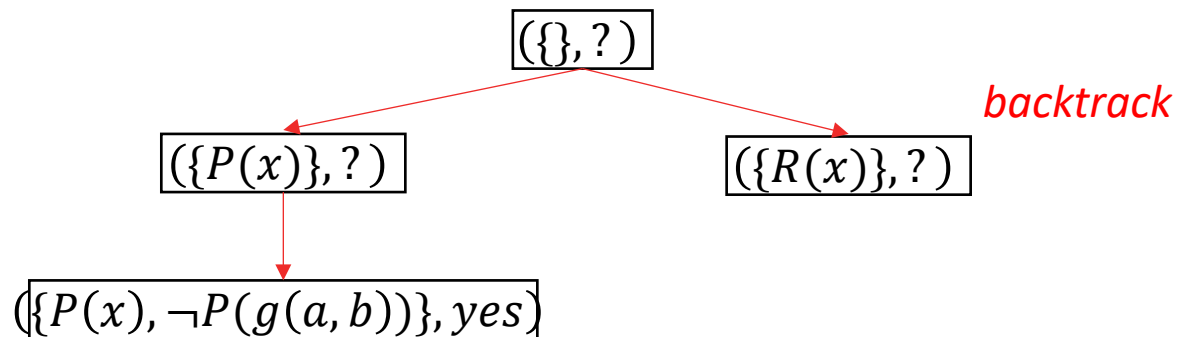 ({}, ? )
backtrack
({P(x)}, ? )
({R(x)}, ? )
({P(x), ¬P(g(a, b))}, yes)